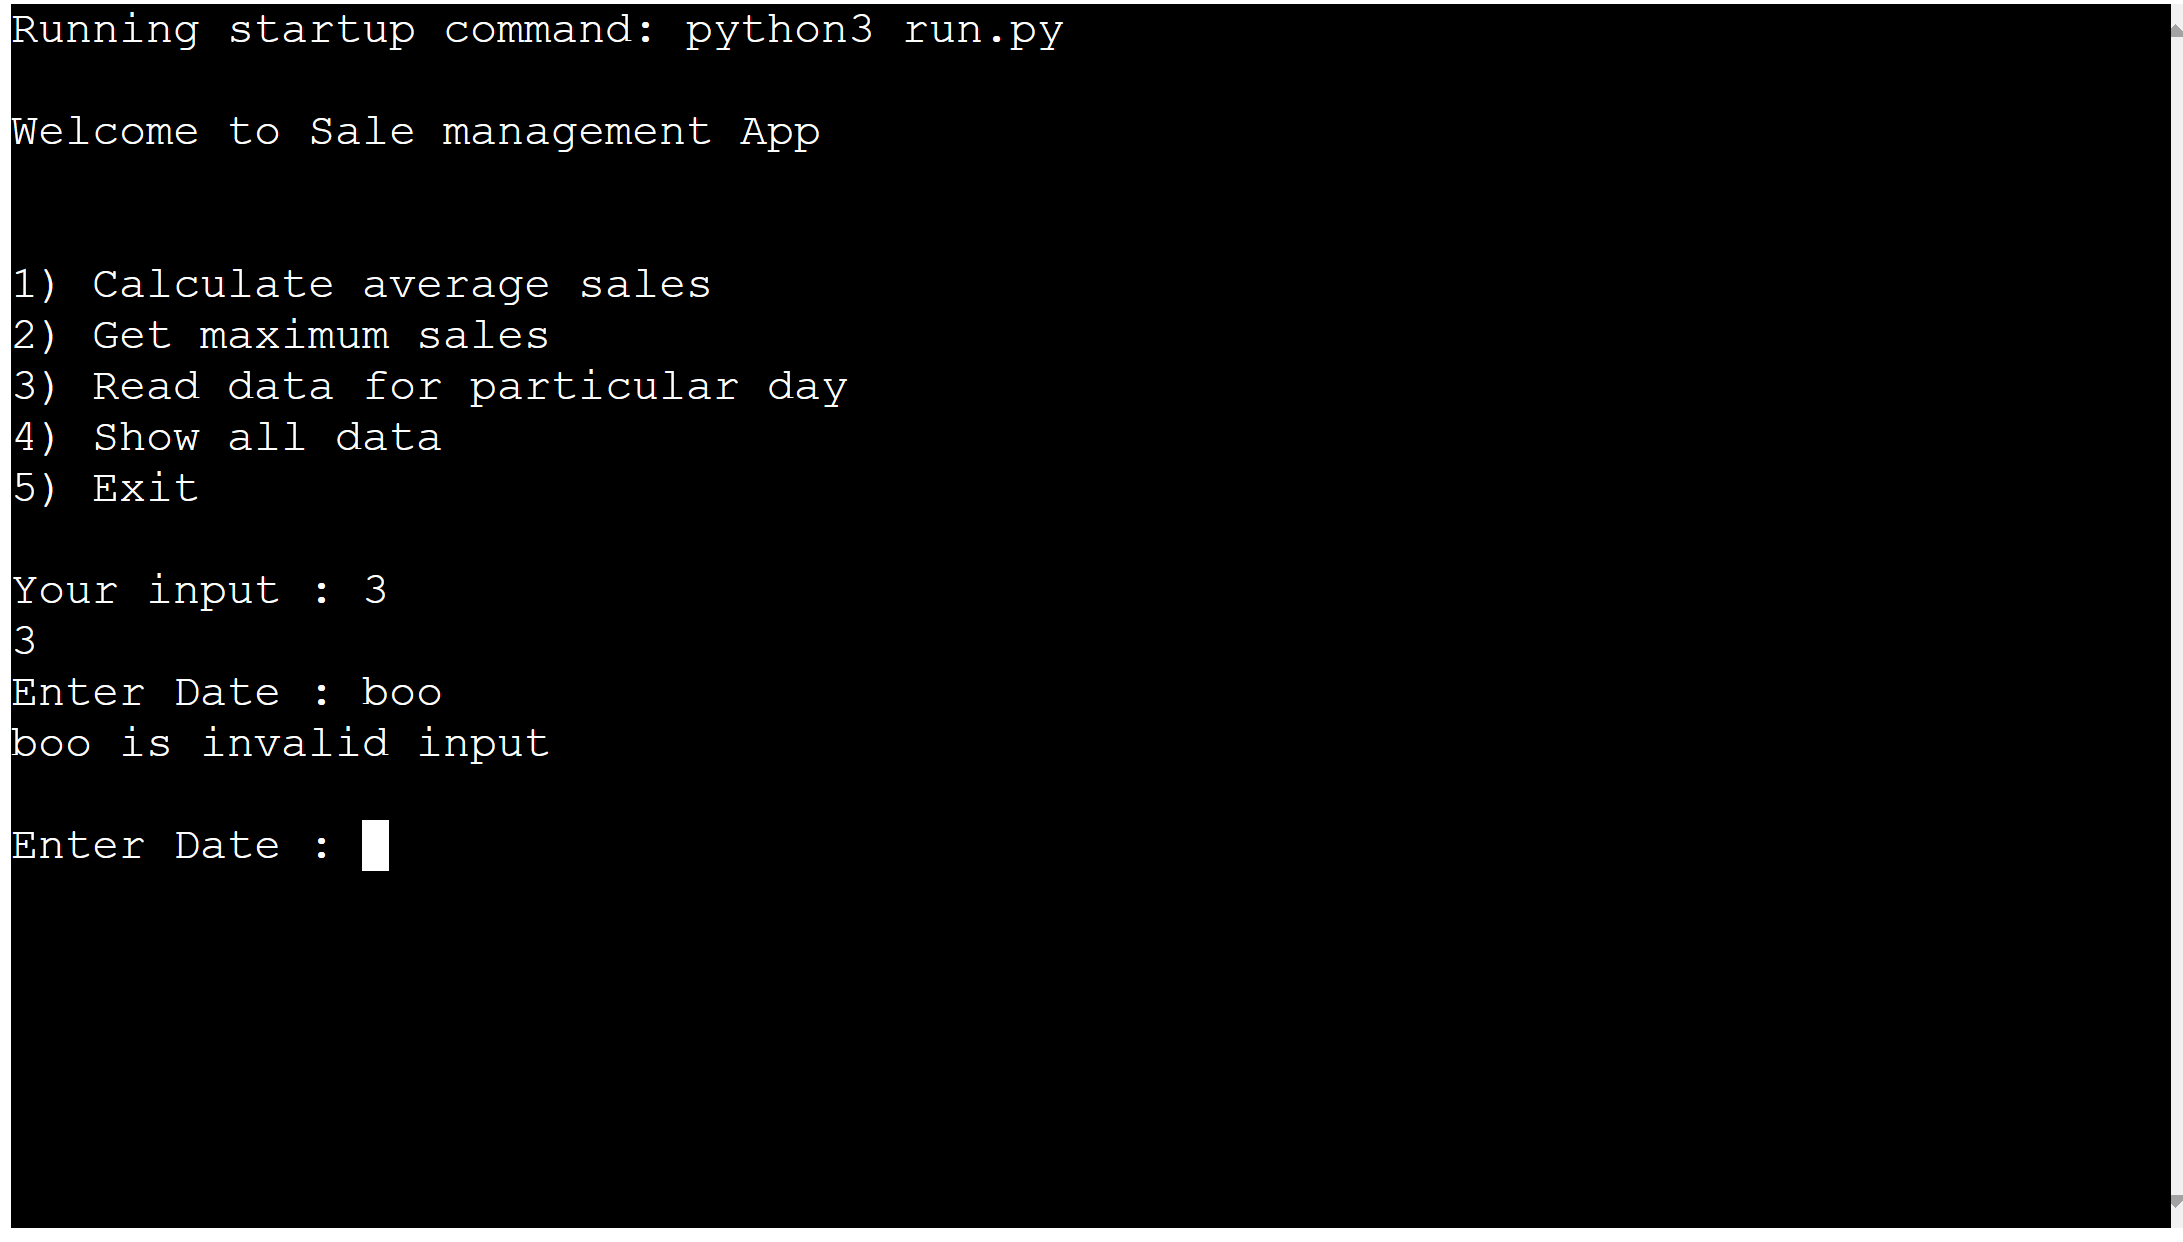 Running startup command: python3 run.py
Welcome to Sale management App
1) Calculate average sales
2) Get maximum sales
3) Read data for particular day
4) Show all data
5) Exit
Your input : 3
3
Enter Date : boo
boo is invalid input
Enter Date :